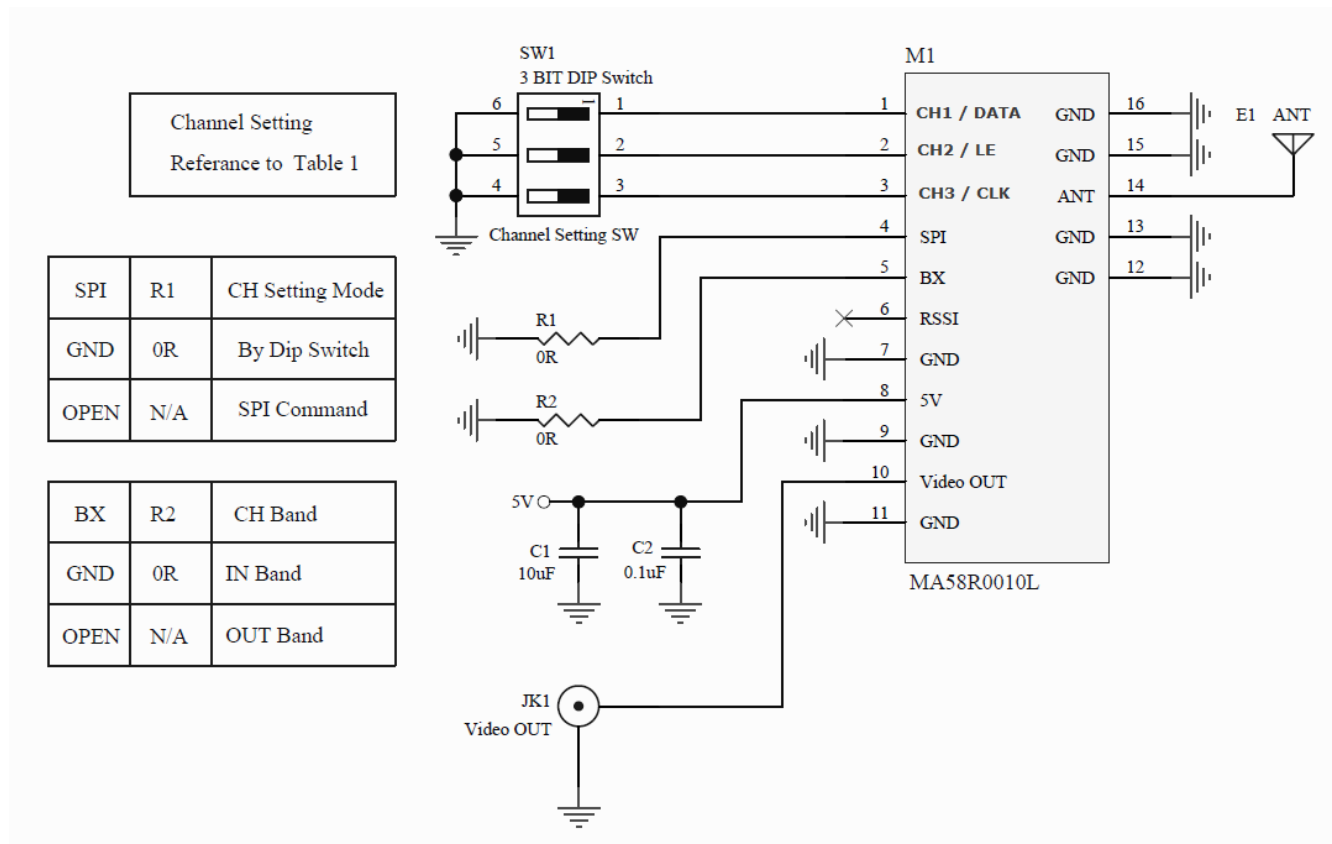 Channel Setting
Referance to Table 1
SPI R1 CH Setting Mode
GND 0R By Dip Switch
OPEN N/A SPI Command
BX R2 CH Band
GND 0R IN Band
OPEN N/A OUT Band
SW1
3 BIT DIP Switch
6 1 1
5 2
4 3
Channel Setting SW
R1
0R
R2
0R
5V
C1
10uF
C2
0.1uF
JK1
Video OUT
M1
1 CH1 / DATA GND 16
2 CH2 / LE GND 15
3 CH3 / CLK ANT 14
4 SPI GND 13
5 BX GND 12
6 RSSI
7 GND
8 5V
9 GND
10 Video OUT
11 GND
MA58R0010L
E1 ANT